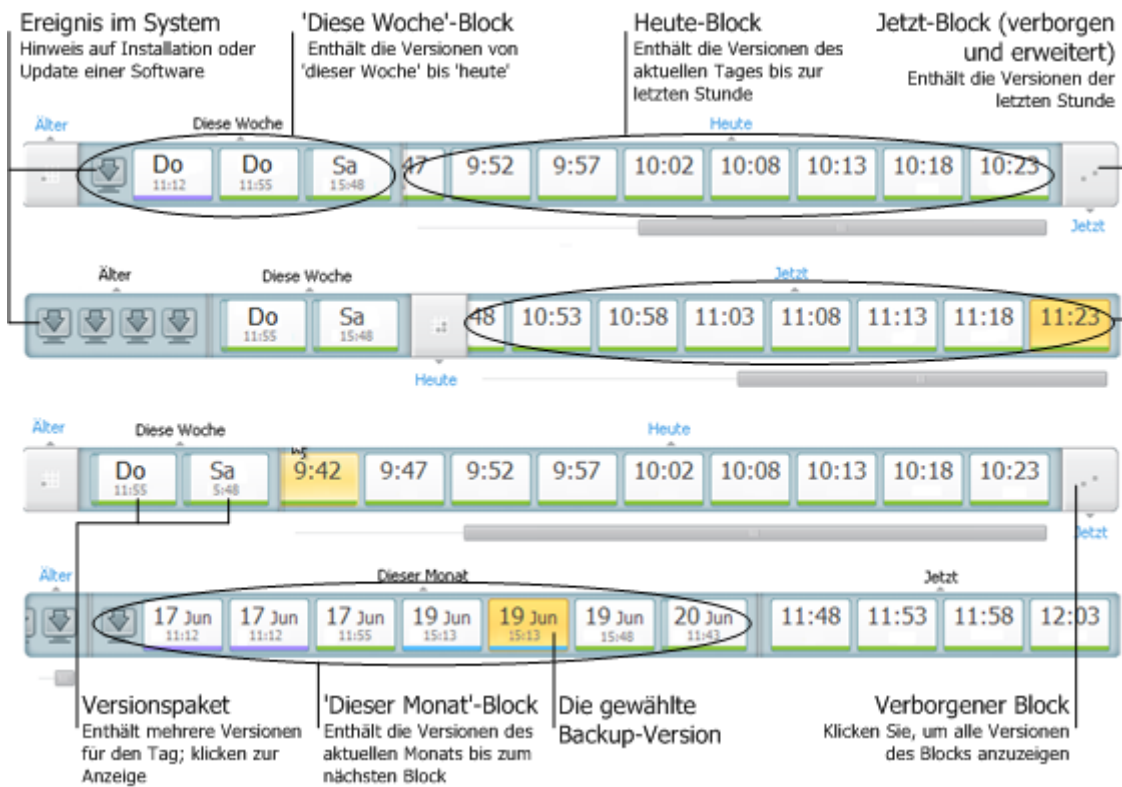 Ereignis im System
Hinweis auf Installation oder
Update einer Software
'Diese Woche'-Block
Enthält die Versionen von
'dieser Woche' bis 'heute'
Heute-Block
Enthält die Versionen des
aktuellen Tages bis zur
letzten Stunde
Jetzt-Block (verborgen
und erweitert)
Enthält die Versionen der
letzten Stunde
Älter Diese Woche Heute
Do Do Sa 47 9:52 9:57 10:02 10:08 10:13 10:18 10:23
11:12 11:55 15:48
Jetzt
Älter Diese Woche Jetzt
Do Sa 48 10:53 10:58 11:03 11:08 11:13 11:18 11:23
11:55 15:48
Heute
Älter Diese Woche Heute
Do Sa 9:42 9:47 9:52 9:57 10:02 10:08 10:13 10:18 10:23
11:55 5:48
Jetzt
Älter Dieser Monat Jetzt
17 Jun 17 Jun 17 Jun 19 Jun 19 Jun 19 Jun 20 Jun 11:48 11:53 11:58 12:03
11:12 11:12 11:55 15:13 15:13 15:48 11:43
Versionspaket
Enthält mehrere Versionen
für den Tag; klicken zur
Anzeige
'Dieser Monat'-Block
Enthält die Versionen des
aktuellen Monats bis zum
nächsten Block
Die gewählte
Backup-Version
Verborgener Block
Klicken Sie, um alle Versionen
des Blocks anzuzeigen